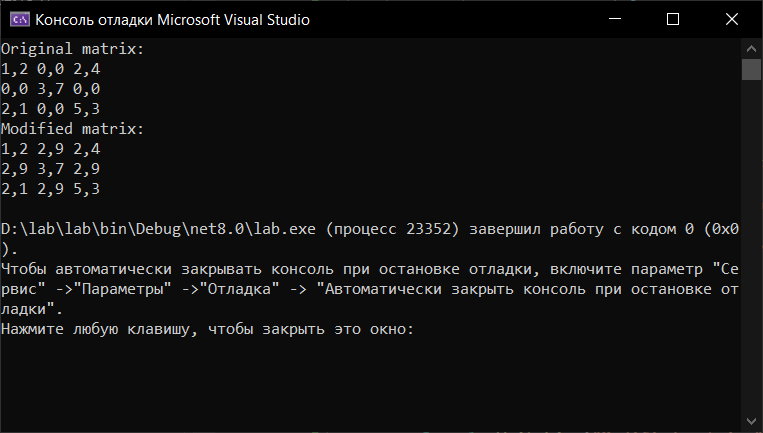 Консоль отладки Microsoft Visual Studio
Original matrix:
1,2 0,0 2,4
0,0 3,7 0,0
2,1 0,0 5,3
Modified matrix:
1,2 2,9 2,4
2,9 3,7 2,9
2,1 2,9 5,3
D:\lab\lab\bin\Debug\net8.0\lab.exe (процесс 23352) завершил работу с кодом 0 (0x0
).
Чтобы автоматически закрывать консоль при остановке отладки, включите параметр "Се
рвис" ->"Параметры" ->"Отладка" -> "Автоматически закрыть консоль при остановке от
ладки".
Нажмите любую клавишу, чтобы закрыть это окно: